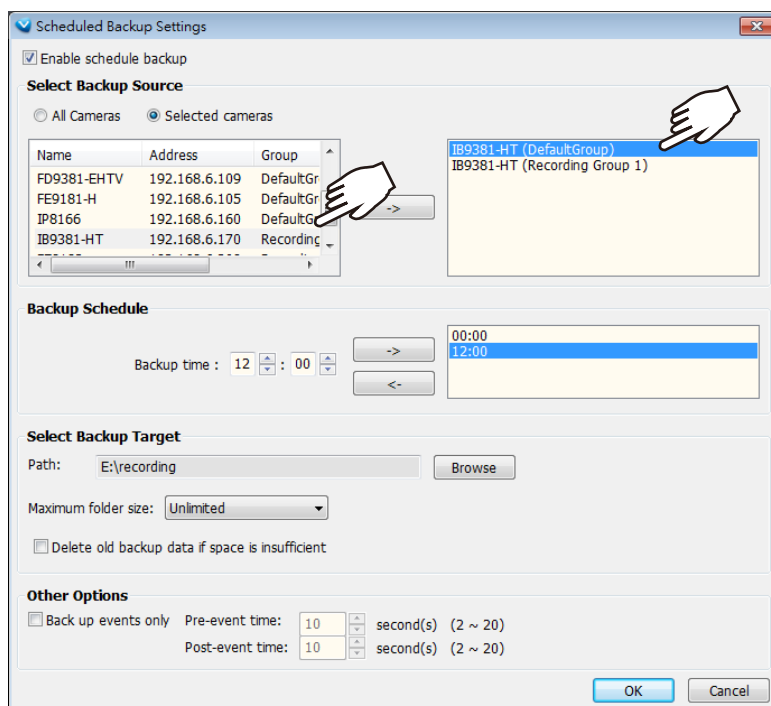 Scheduled Backup Settings
Enable schedule backup
Select Backup Source
All Cameras Selected cameras
Name Address Group
FD9381-EHTV 192.168.6.109 DefaultGr
FE9181-H 192.168.6.105 DefaultGr
IP8166 192.168.6.160 DefaultG
IB9381-HT 192.168.6.170 Recording
->
IB9381-HT (DefaultGroup)
IB9381-HT (Recording Group 1)
Backup Schedule
Backup time : 12 : 00
->
<-
00:00
12:00
Select Backup Target
Path: E:\recording Browse
Maximum folder size: Unlimited
Delete old backup data if space is insufficient
Other Options
Back up events only Pre-event time: 10 second(s) (2 ~ 20)
Post-event time: 10 second(s) (2 ~ 20)
OK Cancel